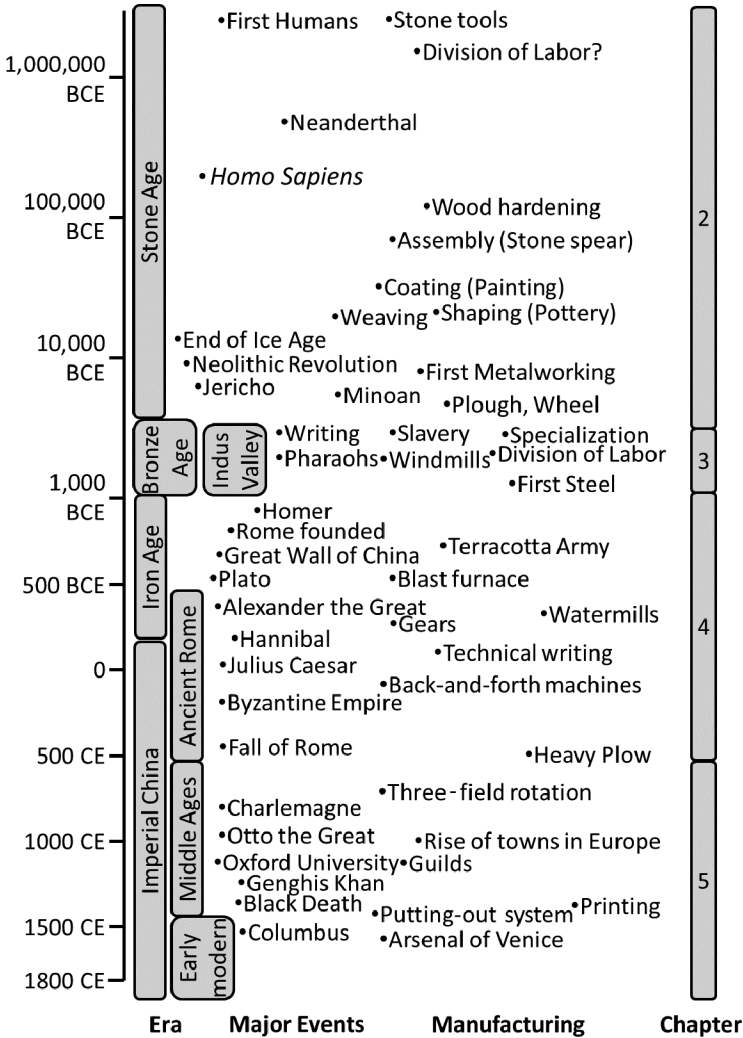 •First Humans
•Stone tools
•Division of Labor?
1,000,000
BCE
•Neanderthal
•Homo Sapiens
100,000
BCE
•Wood hardening
•Assembly (Stone spear)
•Coating (Painting)
•Weaving
•Shaping (Pottery)
•End of Ice Age
10,000
BCE
•Neolithic Revolution
•First Metalworking
•Jericho
•Minoan
•Plough, Wheel
Stone Age
2
Bronze
Age
Indus
Valley
•Writing
•Slavery
•Specialization
•Pharaohs
•Windmills
•Division of Labor
3
•First Steel
1,000
BCE
•Homer
•Rome founded
•Great Wall of China
•Terracotta Army
Iron Age
500 BCE
•Plato
•Blast furnace
•Alexander the Great
•Gears
•Watermills
4
•Hannibal
•Technical writing
Ancient Rome
0
•Julius Caesar
•Back-and-forth machines
•Byzantine Empire
500 CE
•Fall of Rome
•Heavy Plow
Imperial China
Middle Ages
•Three-field rotation
•Charlemagne
1000 CE
•Otto the Great
•Rise of towns in Europe
•Oxford University
•Guilds
•Genghis Khan
5
•Black Death
•Putting-out system
•Printing
1500 CE
•Columbus
•Arsenal of Venice
Early
modern
1800 CE
Era
Major Events
Manufacturing
Chapter